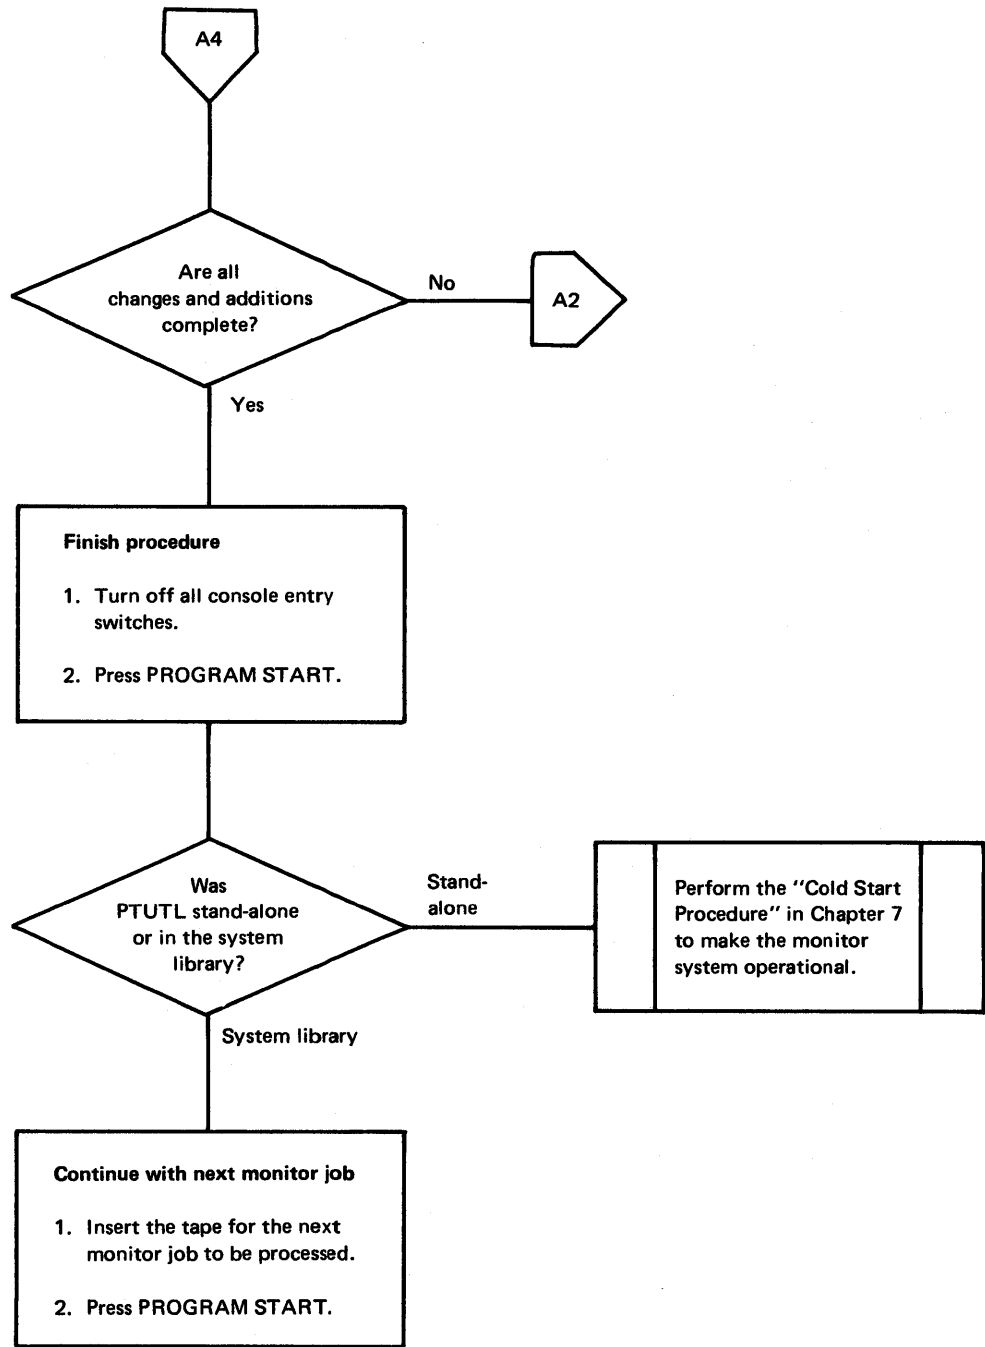 A4
Are all
changes and additions
complete?
No
A2
Yes
Finish procedure
1. Turn off all console entry
switches.
2. Press PROGRAM START.
Was
PTUTL stand-alone
or in the system
library?
Stand-
alone
Perform the "Cold Start
Procedure" in Chapter 7
to make the monitor
system operational.
System library
Continue with next monitor job
1. Insert the tape for the next
monitor job to be processed.
2. Press PROGRAM START.